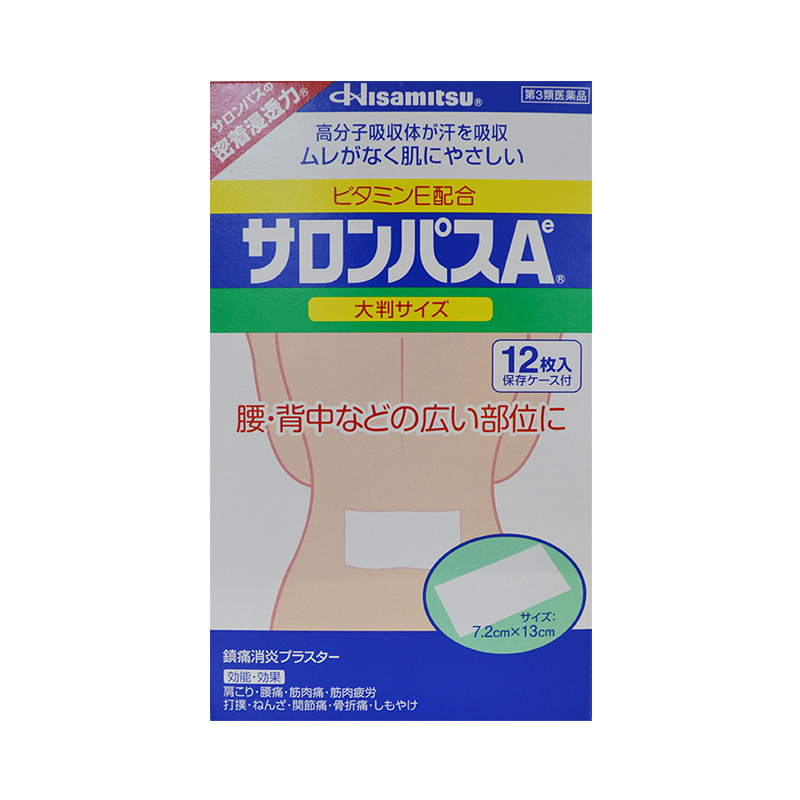 サロンパスの
密着浸透力®
Hisamitsu®
第3類医薬品
高分子吸収体が汗を吸収
ムレがなく肌にやさしい
ビタミンE配合
サロンパスAe®
大判サイズ
12枚入
保存ケース付
腰・背中などの広い部位に
サイズ:
7.2cm×13cm
鎮痛消炎プラスター
効能・効果
肩こり・腰痛・筋肉痛・筋肉疲労
打撲・ねんざ・関節痛・骨折痛・しもやけ